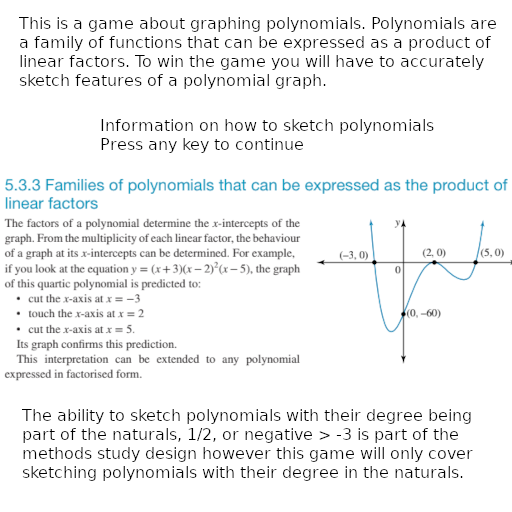 This is a game about graphing polynomials. Polynomials are
a family of functions that can be expressed as a product of
linear factors. To win the game you will have to accurately
sketch features of a polynomial graph.
Information on how to sketch polynomials
Press any key to continue
5.3.3 Families of polynomials that can be expressed as the product of
linear factors
The factors of a polynomial determine the x-intercepts of the
graph. From the multiplicity of each linear factor, the behaviour
of a graph at its x-intercepts can be determined. For example,
if you look at the equation y = (x + 3)(x − 2)²(x − 5), the graph
of this quartic polynomial is predicted to:
• cut the x-axis at x = −3
• touch the x-axis at x = 2
• cut the x-axis at x = 5.
Its graph confirms this prediction.
This interpretation can be extended to any polynomial
expressed in factorised form.
y
(−3, 0)
(2, 0)
(5, 0)
0
(0, −60)
The ability to sketch polynomials with their degree being
part of the naturals, 1/2, or negative > -3 is part of the
methods study design however this game will only cover
sketching polynomials with their degree in the naturals.